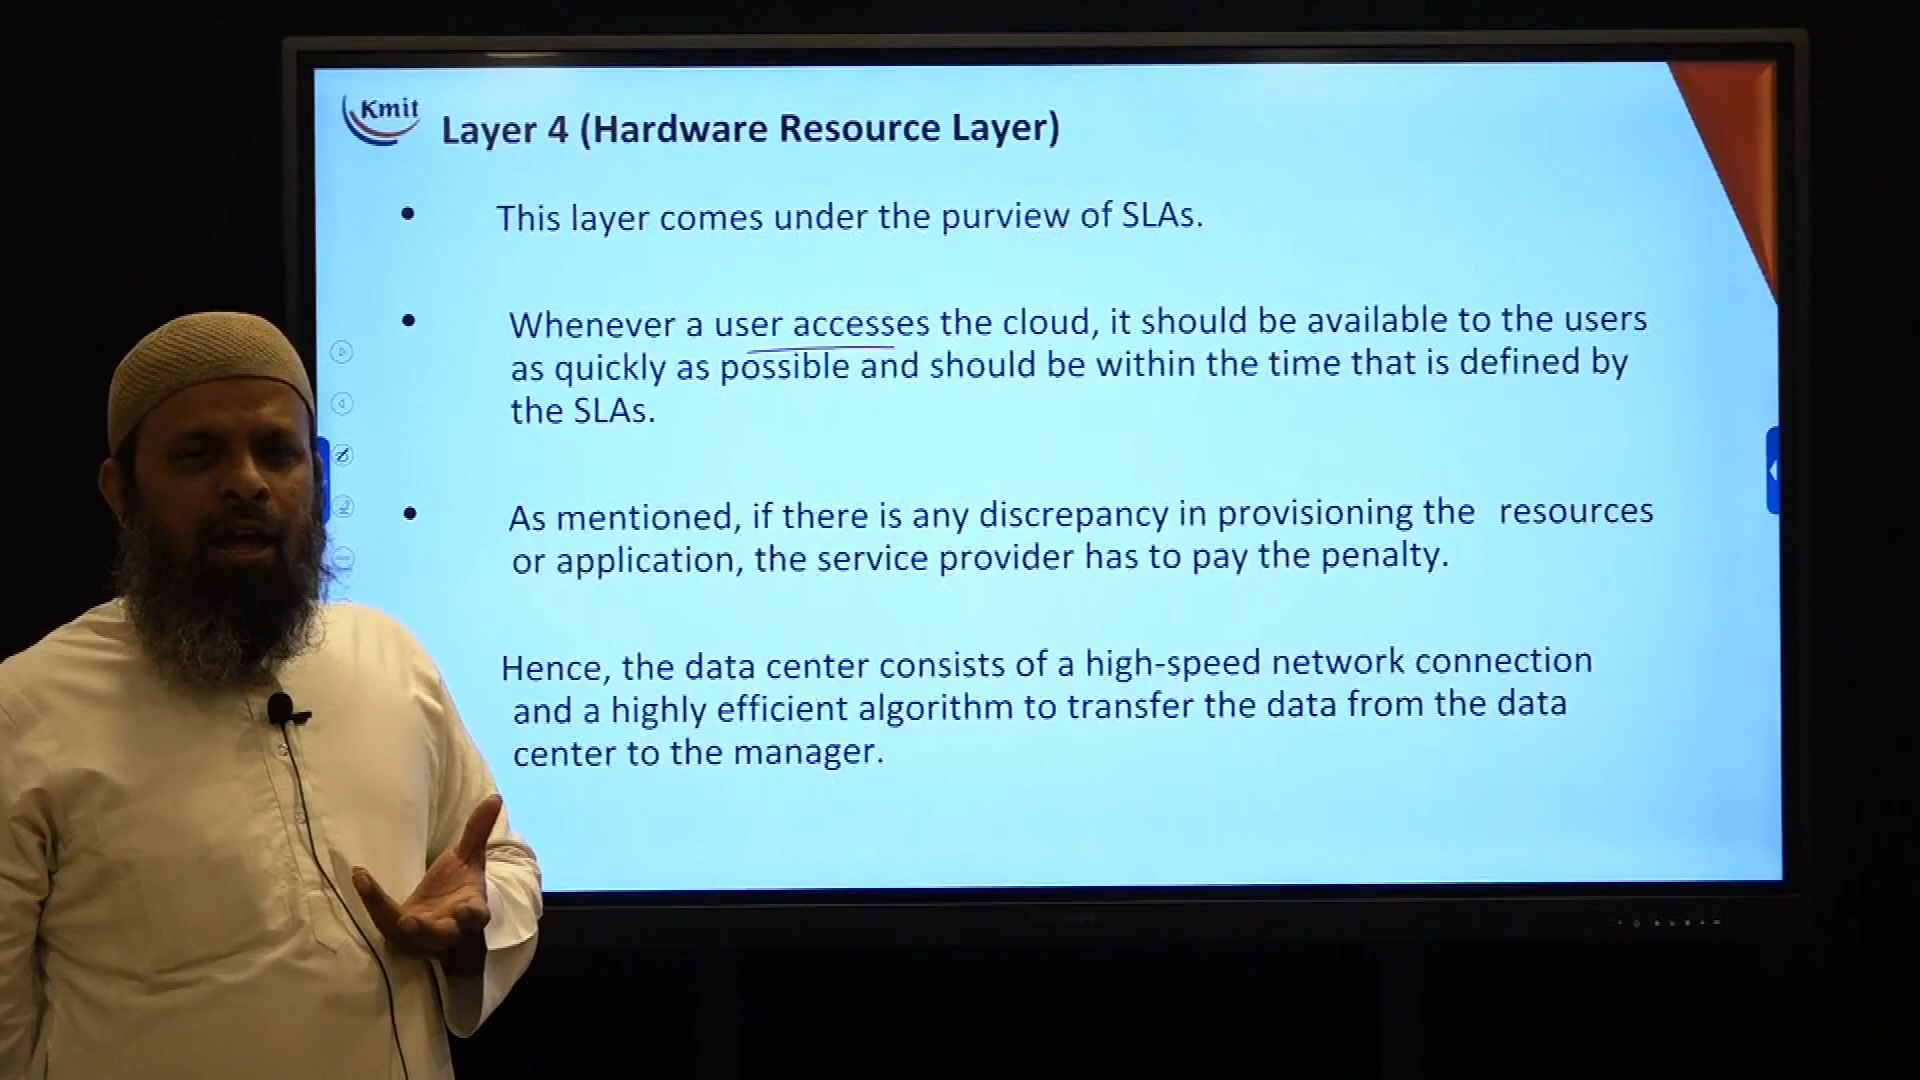 Kmit
Layer 4 (Hardware Resource Layer)
• This layer comes under the purview of SLAs.
• Whenever a user accesses the cloud, it should be available to the users
as quickly as possible and should be within the time that is defined by
the SLAs.
• As mentioned, if there is any discrepancy in provisioning the resources
or application, the service provider has to pay the penalty.
Hence, the data center consists of a high-speed network connection
and a highly efficient algorithm to transfer the data from the data
center to the manager.